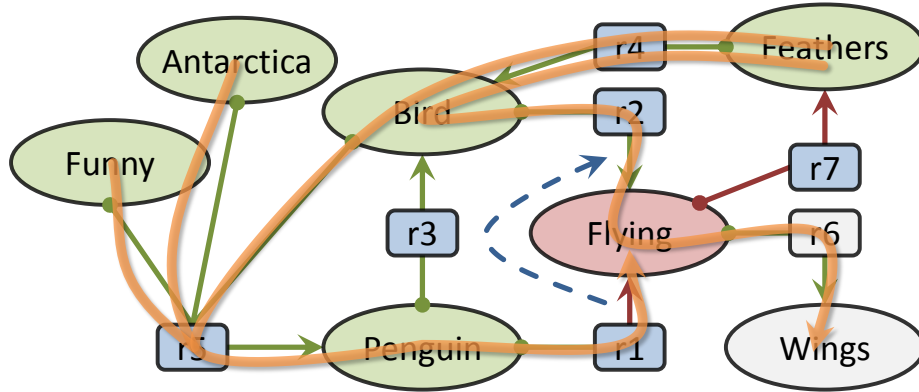 r4
Feathers
Antarctica
Bird
r2
Funny
r7
r3
Flying
r6
r5
Penguin
r1
Wings